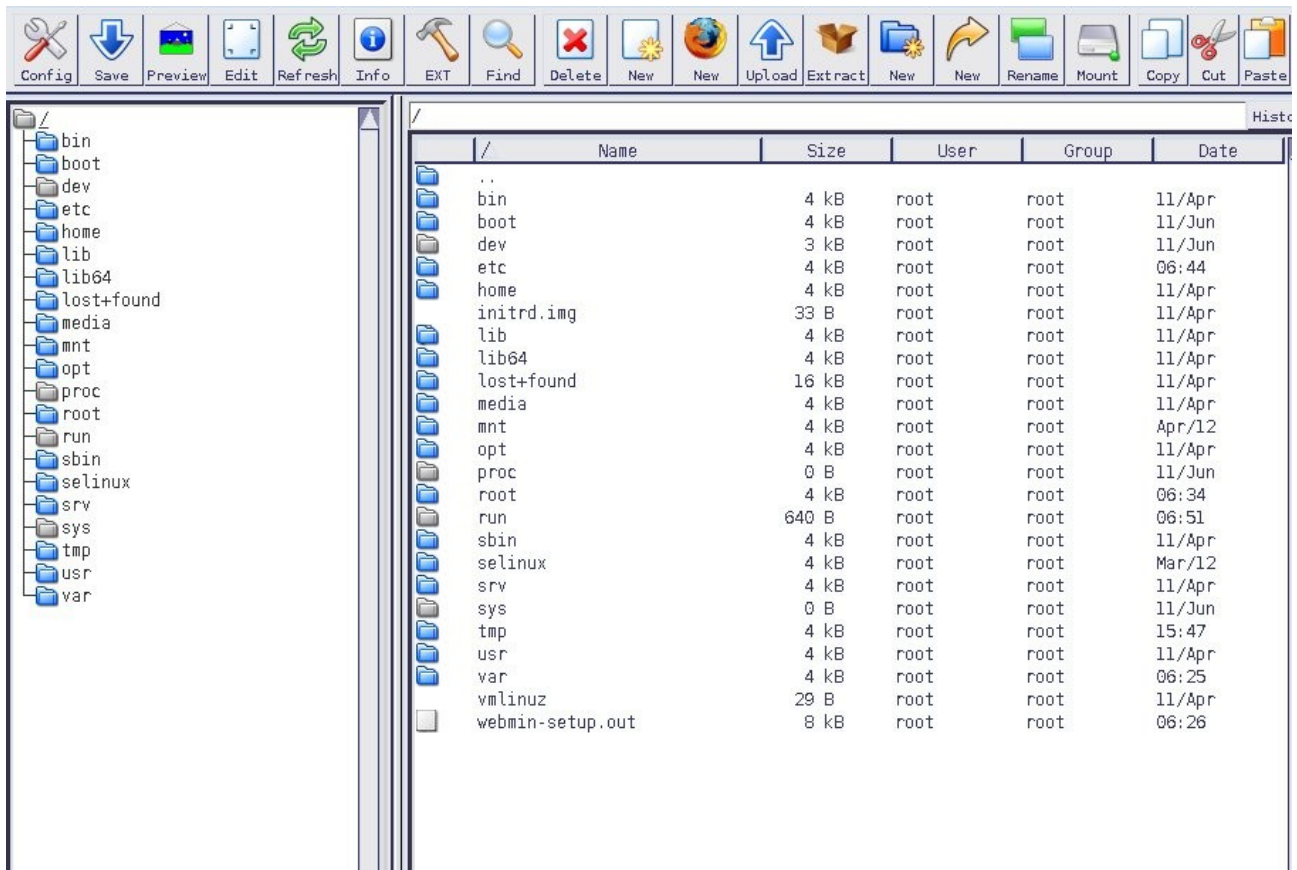 Config Save Preview Edit Refresh Info EXT Find Delete New New Upload Extract New New Rename Mount Copy Cut Paste
/
bin
boot
dev
etc
home
lib
lib64
lost+found
media
mnt
opt
proc
root
run
sbin
selinux
srv
sys
tmp
usr
var
/ Histo
/ Name Size User Group Date
..
bin 4 kB root root 11/Apr
boot 4 kB root root 11/Jun
dev 3 kB root root 11/Jun
etc 4 kB root root 06:44
home 4 kB root root 11/Apr
initrd.img 33 B root root 11/Apr
lib 4 kB root root 11/Apr
lib64 4 kB root root 11/Apr
lost+found 16 kB root root 11/Apr
media 4 kB root root 11/Apr
mnt 4 kB root root Apr/12
opt 4 kB root root 11/Apr
proc 0 B root root 11/Jun
root 4 kB root root 06:34
run 640 B root root 06:51
sbin 4 kB root root 11/Apr
selinux 4 kB root root Mar/12
srv 4 kB root root 11/Apr
sys 0 B root root 11/Jun
tmp 4 kB root root 15:47
usr 4 kB root root 11/Apr
var 4 kB root root 06:25
vmlinuz 29 B root root 11/Apr
webmin-setup.out 8 kB root root 06:26